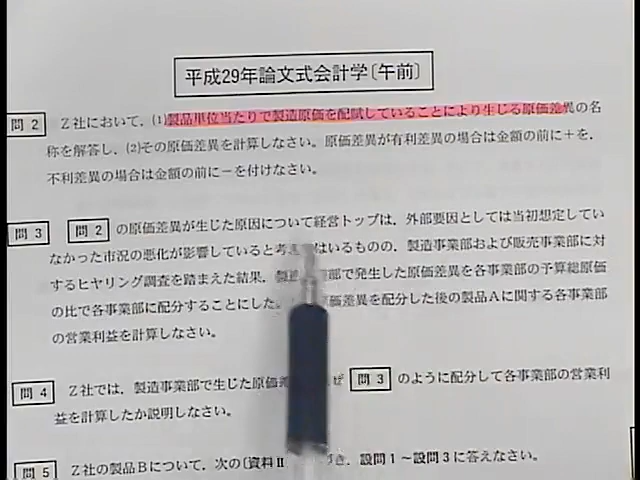 平成29年論文式会計学〔午前〕
問 2 Z社において，(1)製品単位当たりで製造原価を配賦していることにより生じる原価差異の名
称を解答し，(2)その原価差異を計算しなさい。原価差異が有利差異の場合は金額の前に＋を，
不利差異の場合は金額の前に－を付けなさい。
問 3 問 2 の原価差異が生じた原因について経営トップは，外部要因としては当初想定してい
なかった市況の悪化が影響していると考 はいるものの，製造事業部および販売事業部に対
するヒヤリング調査を踏まえた結果， 部で発生した原価差異を各事業部の予算総原価
の比で各事業部に配分することにした 原価差異を配分した後の製品Ａに関する各事業部
の営業利益を計算しなさい。
問 4 Z社では，製造事業部で生じた原価 ぜ 問 3 のように配分して各事業部の営業利
益を計算したか説明しなさい。
問 5 Z社の製品Ｂについて，次の〔資料Ⅱ づき，設問１～設問３に答えなさい。